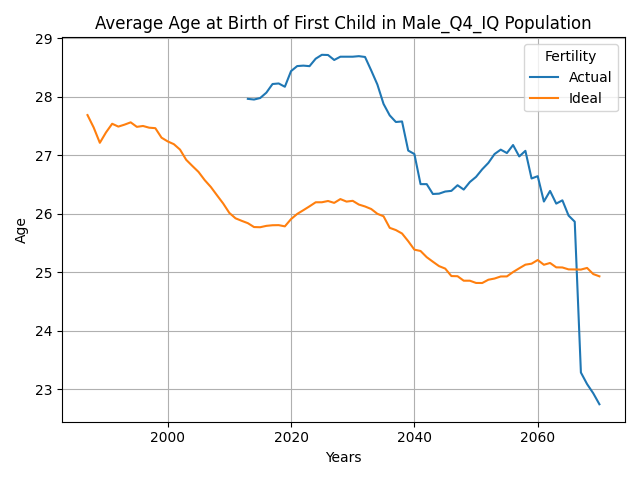 Average Age at Birth of First Child in Male_Q4_IQ Population
Fertility
Actual
Ideal
Age
29
28
27
26
25
24
23
2000
2020
2040
2060
Years